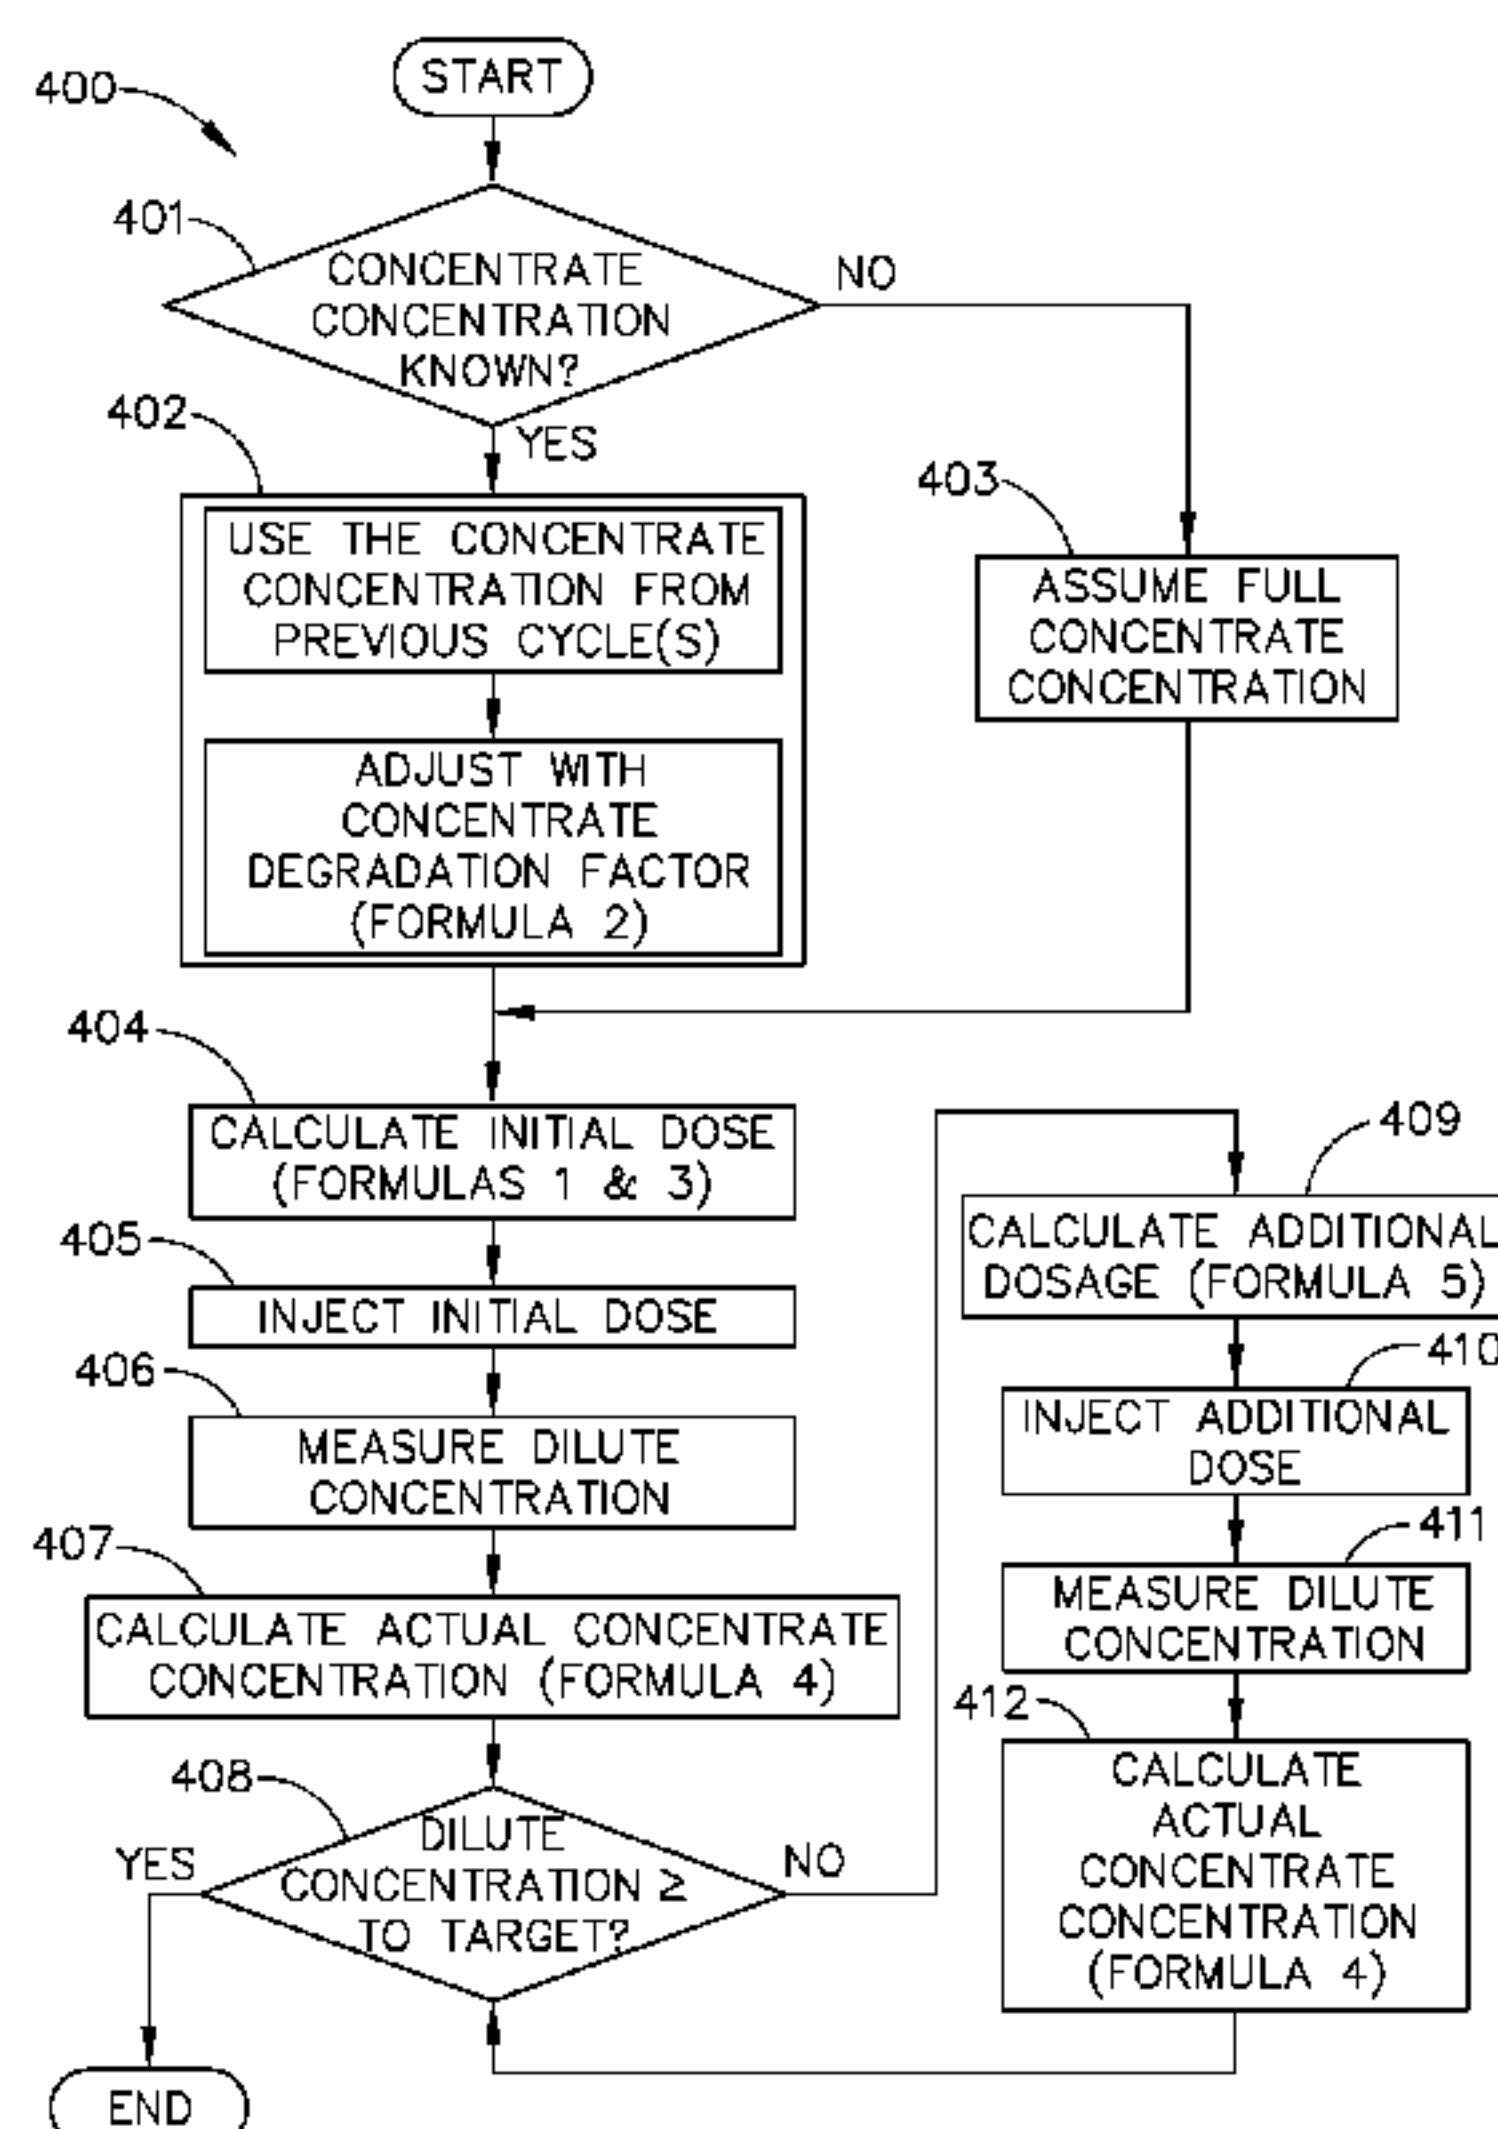 START
400
401
CONCENTRATE
CONCENTRATION
KNOWN?
NO
YES
402
USE THE CONCENTRATE
CONCENTRATION FROM
PREVIOUS CYCLE(S)
ADJUST WITH
CONCENTRATE
DEGRADATION FACTOR
(FORMULA 2)
403
ASSUME FULL
CONCENTRATE
CONCENTRATION
404
CALCULATE INITIAL DOSE
(FORMULAS 1 & 3)
405
INJECT INITIAL DOSE
406
MEASURE DILUTE
CONCENTRATION
407
CALCULATE ACTUAL CONCENTRATE
CONCENTRATION (FORMULA 4)
408
DILUTE
CONCENTRATION ≥
TO TARGET?
YES
NO
END
409
CALCULATE ADDITIONAL
DOSAGE (FORMULA 5)
410
INJECT ADDITIONAL
DOSE
411
MEASURE DILUTE
CONCENTRATION
412
CALCULATE
ACTUAL
CONCENTRATE
CONCENTRATION
(FORMULA 4)